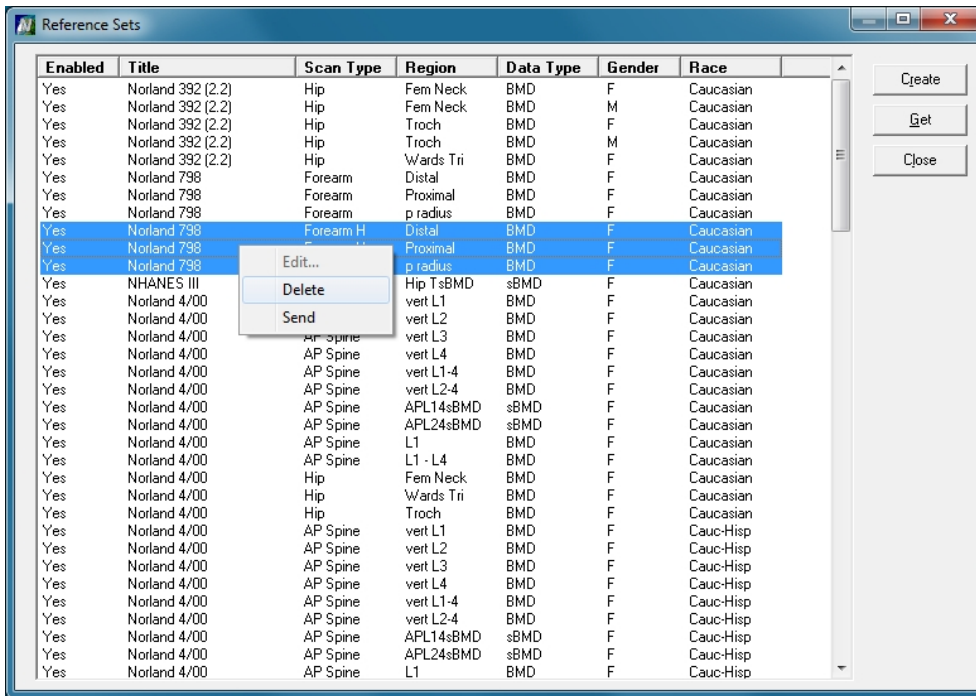 Reference Sets
Enabled Title Scan Type Region Data Type Gender Race
Yes Norland 392 (2.2) Hip Fem Neck BMD F Caucasian
Yes Norland 392 (2.2) Hip Fem Neck BMD M Caucasian
Yes Norland 392 (2.2) Hip Troch BMD F Caucasian
Yes Norland 392 (2.2) Hip Troch BMD M Caucasian
Yes Norland 392 (2.2) Hip Wards Tri BMD F Caucasian
Yes Norland 798 Forearm Distal BMD F Caucasian
Yes Norland 798 Forearm Proximal BMD F Caucasian
Yes Norland 798 Forearm p radius BMD F Caucasian
Yes Norland 798 Forearm H Distal BMD F Caucasian
Yes Norland 798 Proximal BMD F Caucasian
Yes Norland 798 p radius BMD F Caucasian
Yes NHANES III Hip TsBMD sBMD F Caucasian
Yes Norland 4/00 vert L1 BMD F Caucasian
Yes Norland 4/00 vert L2 BMD F Caucasian
Yes Norland 4/00 AP Spine vert L3 BMD F Caucasian
Yes Norland 4/00 AP Spine vert L4 BMD F Caucasian
Yes Norland 4/00 AP Spine vert L1-4 BMD F Caucasian
Yes Norland 4/00 AP Spine vert L2-4 BMD F Caucasian
Yes Norland 4/00 AP Spine APL14sBMD sBMD F Caucasian
Yes Norland 4/00 AP Spine APL24sBMD sBMD F Caucasian
Yes Norland 4/00 AP Spine L1 BMD F Caucasian
Yes Norland 4/00 AP Spine L1 - L4 BMD F Caucasian
Yes Norland 4/00 Hip Fem Neck BMD F Caucasian
Yes Norland 4/00 Hip Wards Tri BMD F Caucasian
Yes Norland 4/00 Hip Troch BMD F Caucasian
Yes Norland 4/00 AP Spine vert L1 BMD F Cauc-Hisp
Yes Norland 4/00 AP Spine vert L2 BMD F Cauc-Hisp
Yes Norland 4/00 AP Spine vert L3 BMD F Cauc-Hisp
Yes Norland 4/00 AP Spine vert L4 BMD F Cauc-Hisp
Yes Norland 4/00 AP Spine vert L1-4 BMD F Cauc-Hisp
Yes Norland 4/00 AP Spine vert L2-4 BMD F Cauc-Hisp
Yes Norland 4/00 AP Spine APL14sBMD sBMD F Cauc-Hisp
Yes Norland 4/00 AP Spine APL24sBMD sBMD F Cauc-Hisp
Yes Norland 4/00 AP Spine L1 BMD F Cauc-Hisp
Edit...
Delete
Send
Create
Get
Close